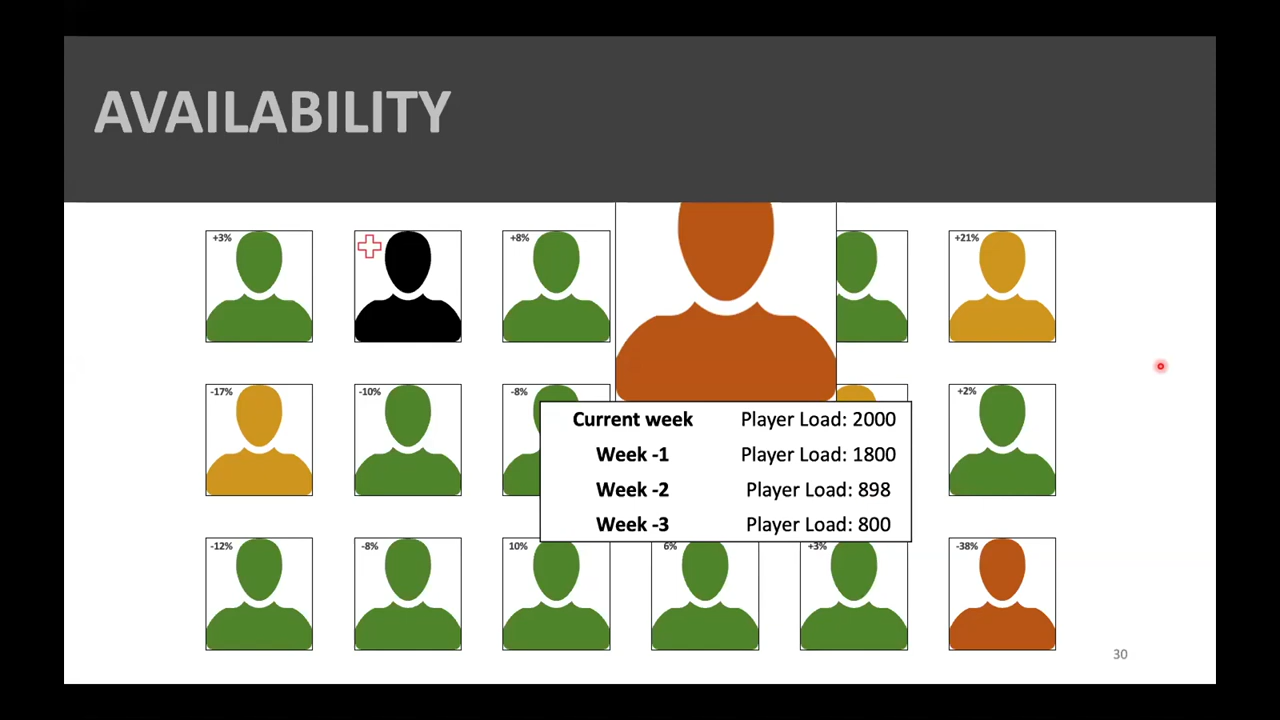 AVAILABILITY
+3%
+8%
+21%
-17%
-10%
-8%
+2%
Current week Player Load: 2000
Week -1 Player Load: 1800
Week -2 Player Load: 898
Week -3 Player Load: 800
-12%
-8%
10%
6%
+3%
-38%
30